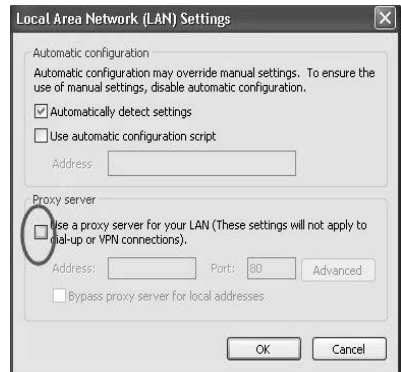 Local Area Network (LAN) Settings
Automatic configuration
Automatic configuration may override manual settings. To ensure the
use of manual settings, disable automatic configuration.
Automatically detect settings
Use automatic configuration script
Address
Proxy server
Use a proxy server for your LAN (These settings will not apply to
dial-up or VPN connections).
Address:
Port: 80
Advanced
Bypass proxy server for local addresses
OK
Cancel